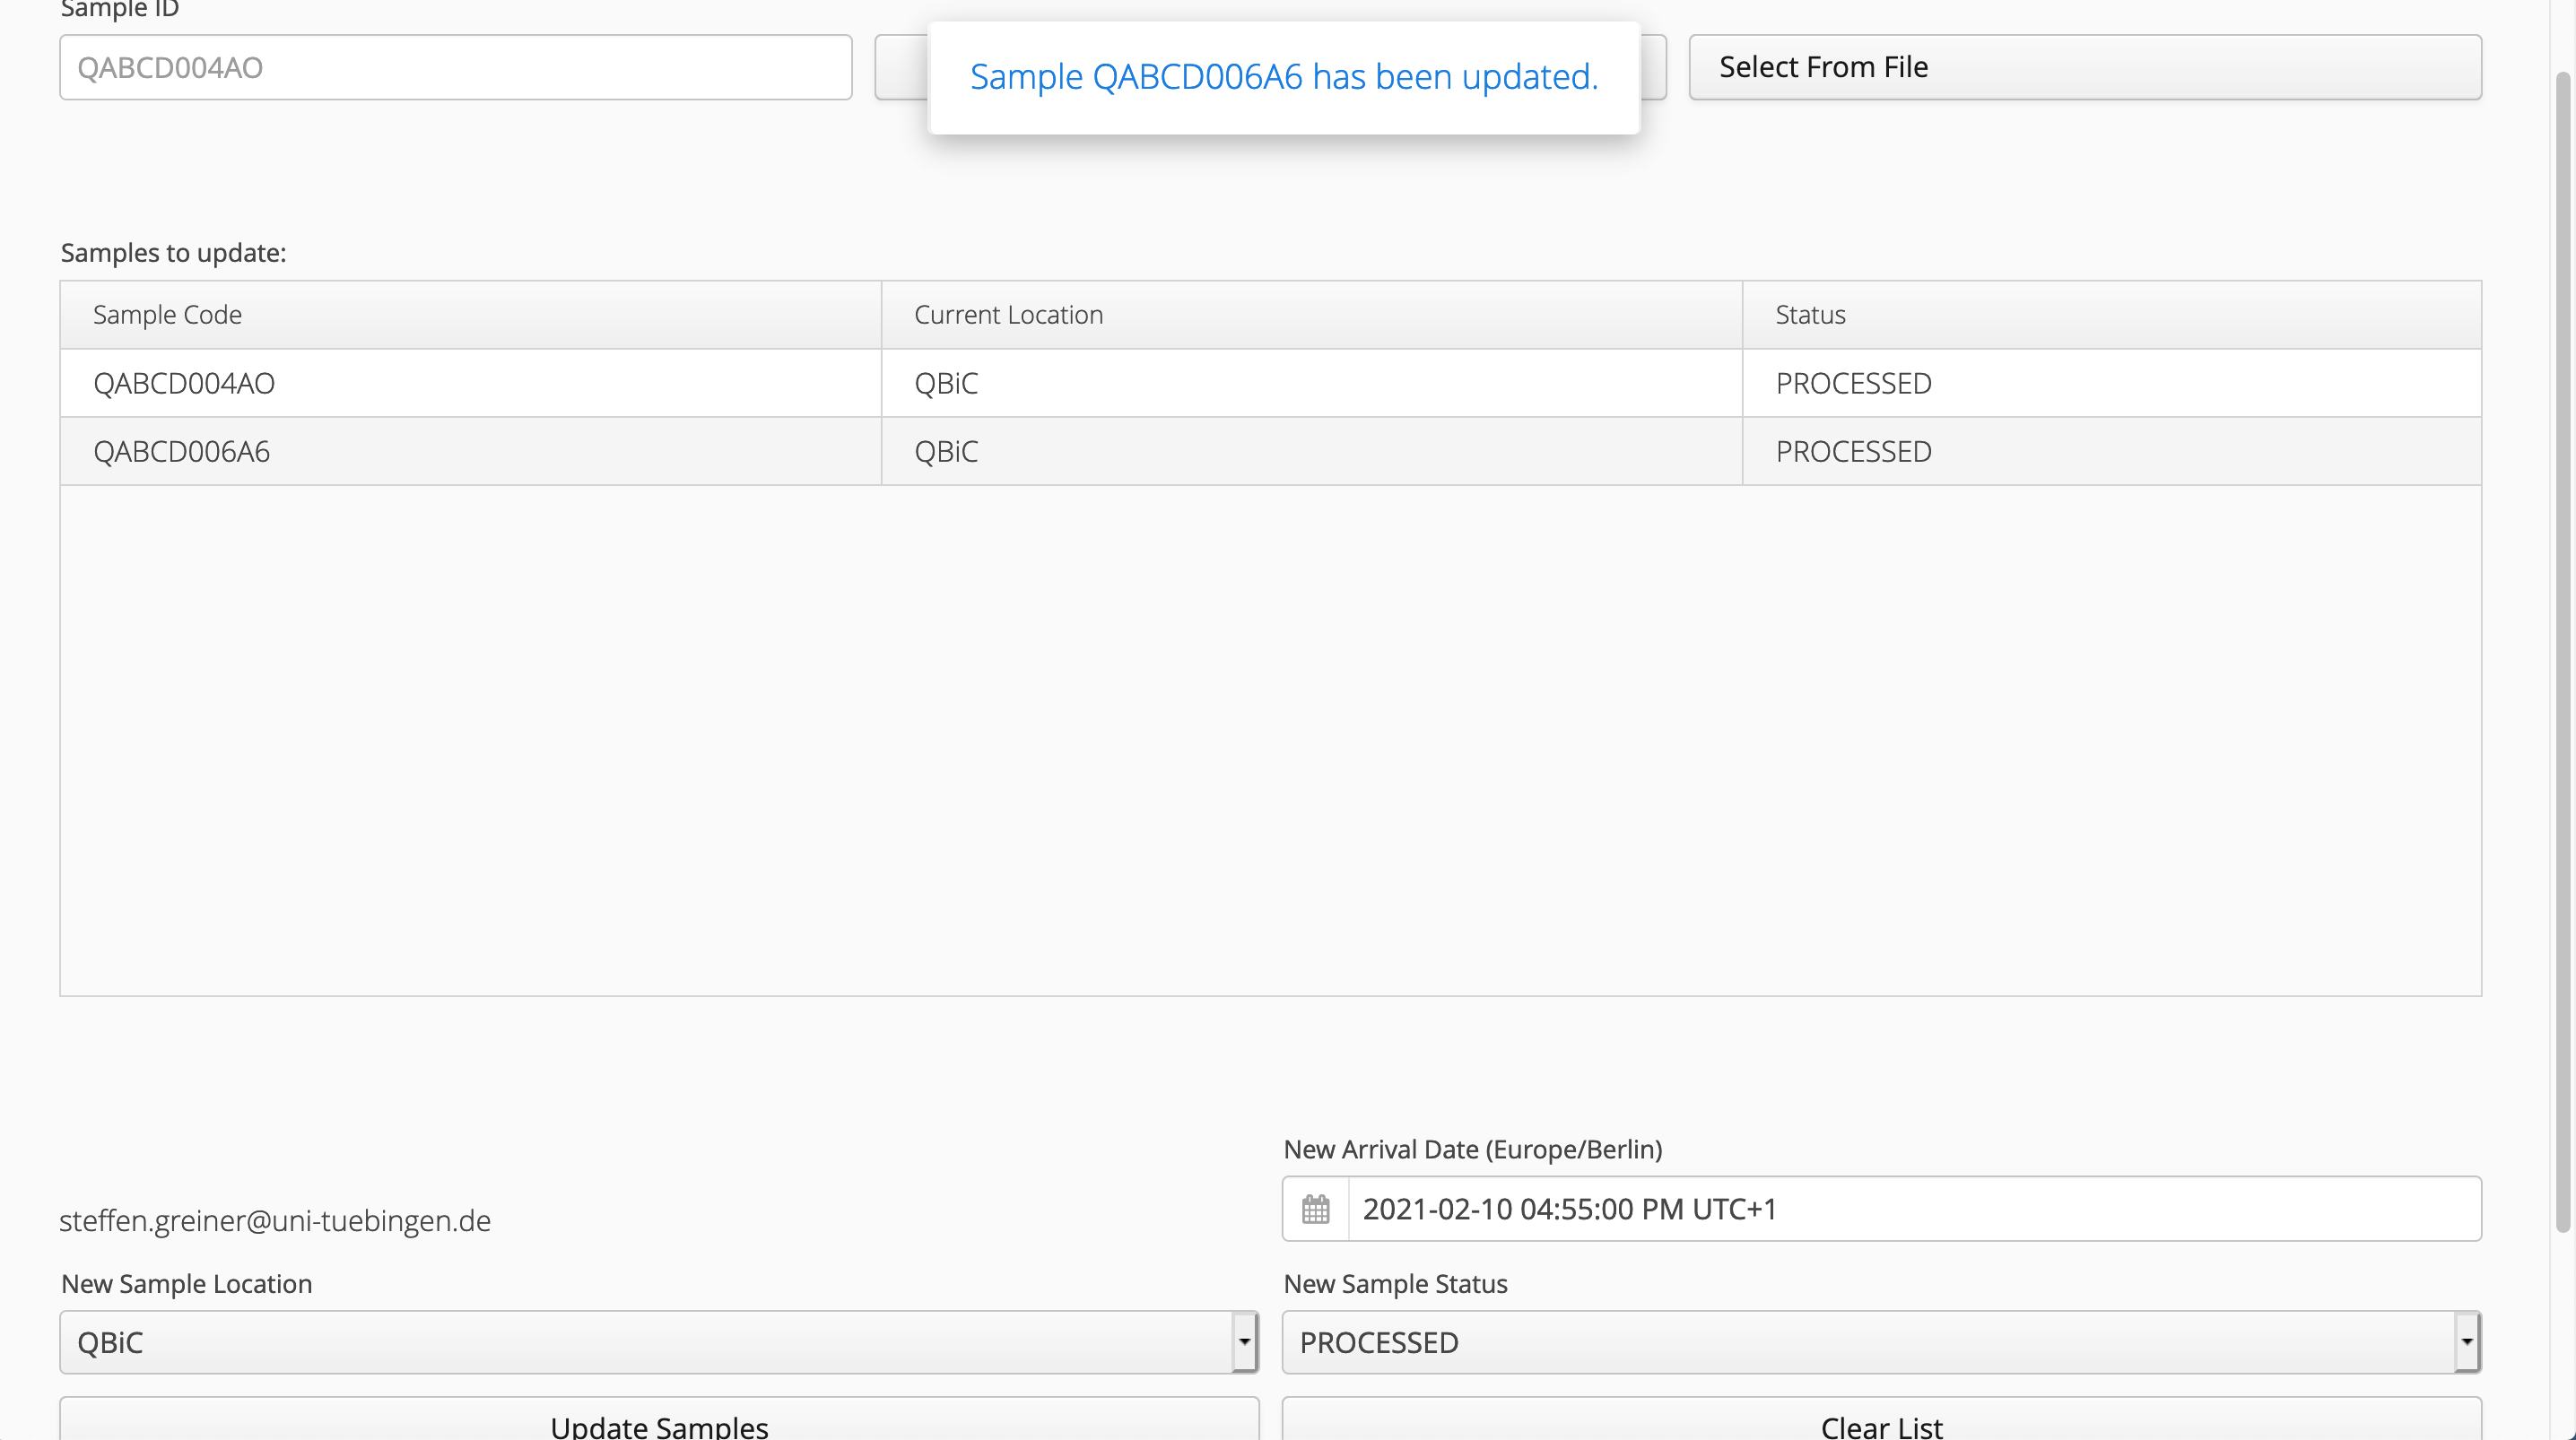 Sample ID
QABCD004AO
Sample QABCD006A6 has been updated.
Select From File
Samples to update:
Sample Code Current Location Status
QABCD004AO QBiC PROCESSED
QABCD006A6 QBiC PROCESSED
New Arrival Date (Europe/Berlin)
steffen.greiner@uni-tuebingen.de
2021-02-10 04:55:00 PM UTC+1
New Sample Location New Sample Status
QBiC PROCESSED
Update Samples Clear List